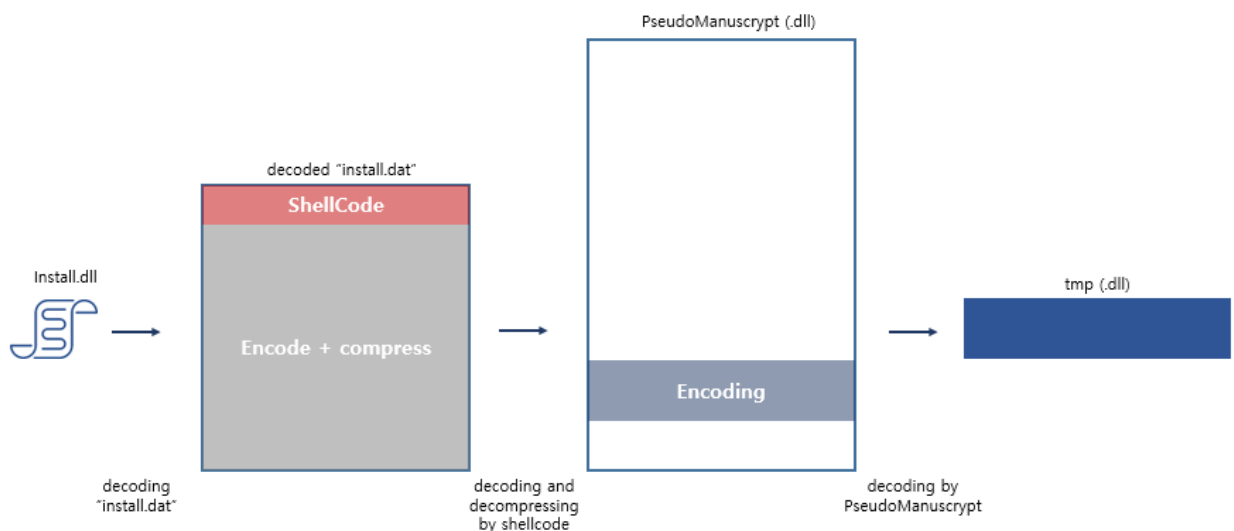 PseudoManuscrypt (.dll)
decoded “install.dat”
ShellCode
Install.dll
tmp (.dll)
Encode + compress
Encoding
decoding
“install.dat”
decoding and
decompressing
by shellcode
decoding by
PseudoManuscrypt